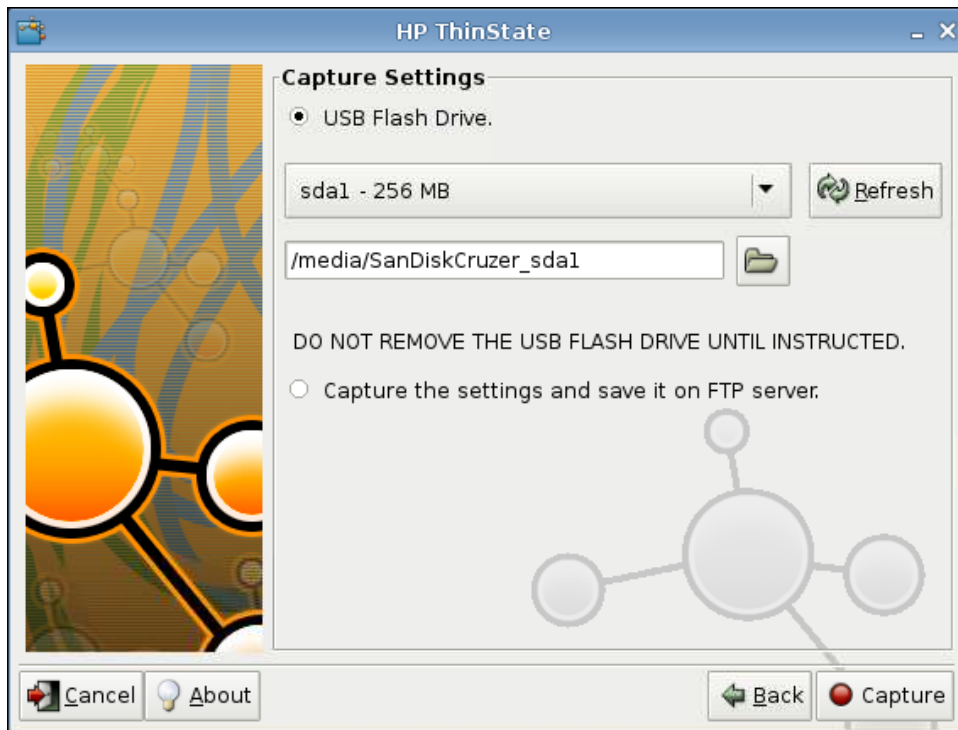 HP ThinState
Capture Settings
USB Flash Drive.
sda1 - 256 MB
Refresh
/media/SanDiskCruzer_sda1
DO NOT REMOVE THE USB FLASH DRIVE UNTIL INSTRUCTED.
Capture the settings and save it on FTP server.
Cancel About Back Capture